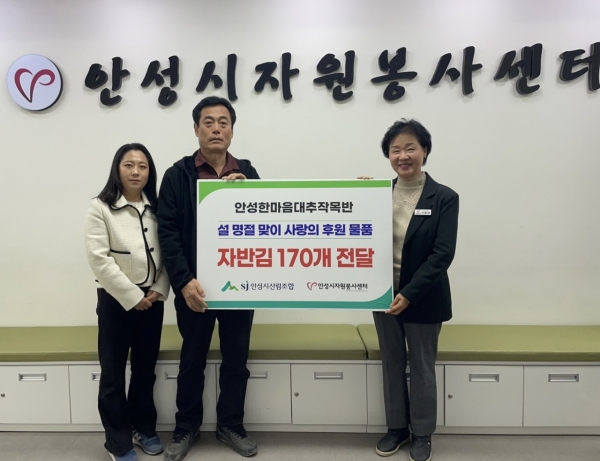 안성시자원봉사센터
안성한마음대추작목반
설 명절 맞이 사랑의 후원 물품
자반김 170개 전달
sj 안성시산림조합 안성시자원봉사센터